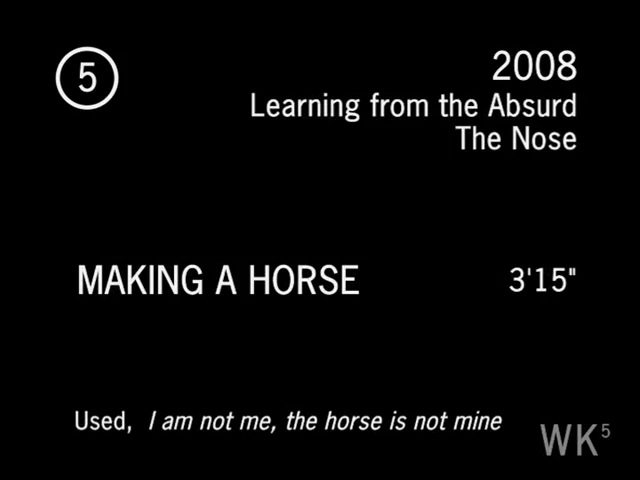 5
2008
Learning from the Absurd
The Nose
MAKING A HORSE 3'15"
Used, I am not me, the horse is not mine
WK5